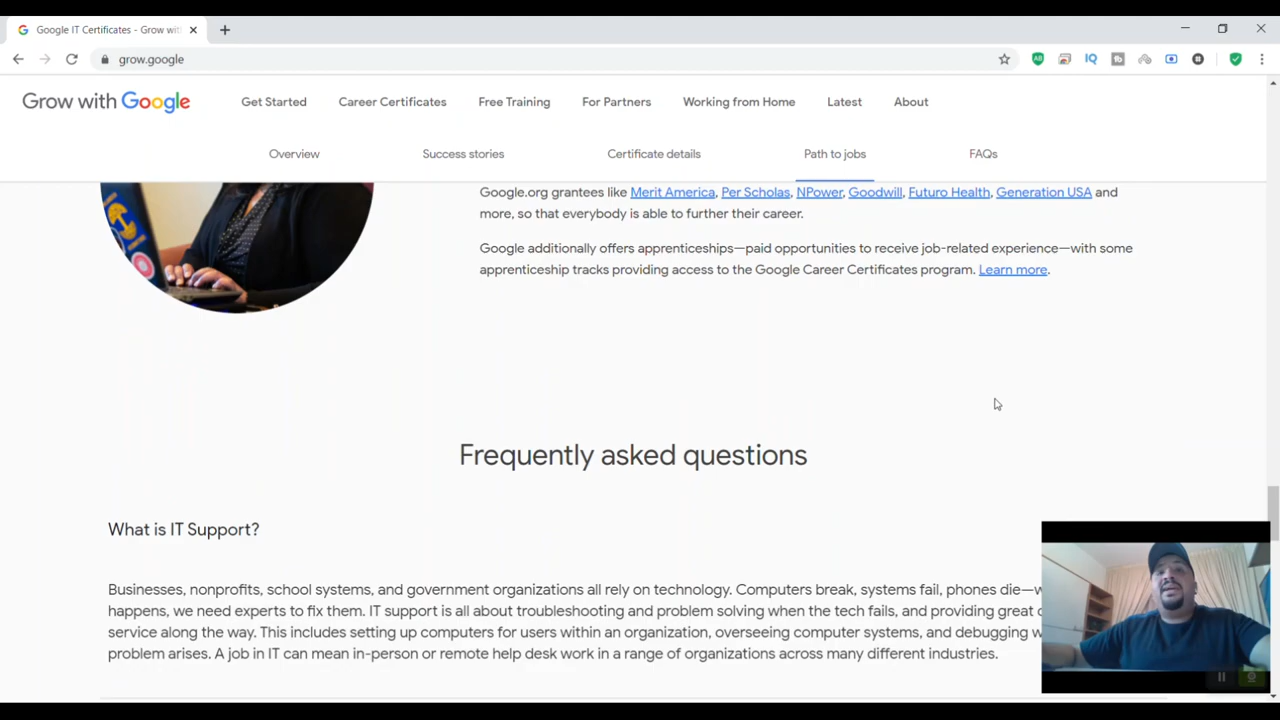 Google IT Certificates - Grow with
grow.google
Grow with Google
Get Started
Career Certificates
Free Training
For Partners
Working from Home
Latest
About
Overview
Success stories
Certificate details
Path to jobs
FAQs
Google.org grantees like Merit America, Per Scholas, NPower, Goodwill, Futuro Health, Generation USA and
more, so that everybody is able to further their career.
Google additionally offers apprenticeships—paid opportunities to receive job-related experience—with some
apprenticeship tracks providing access to the Google Career Certificates program. Learn more.
Frequently asked questions
What is IT Support?
Businesses, nonprofits, school systems, and government organizations all rely on technology. Computers break, systems fail, phones die—w
happens, we need experts to fix them. IT support is all about troubleshooting and problem solving when the tech fails, and providing great
service along the way. This includes setting up computers for users within an organization, overseeing computer systems, and debugging w
problem arises. A job in IT can mean in-person or remote help desk work in a range of organizations across many different industries.